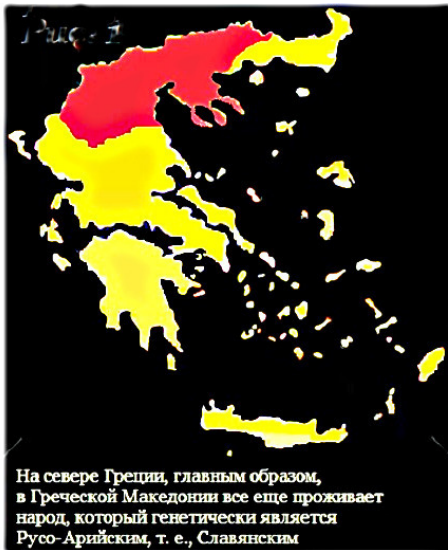 На севере Греции, главным образом,
в Греческой Македонии все еще проживает
народ, который генетически является
Русо-Арийским, т. е., Славянским